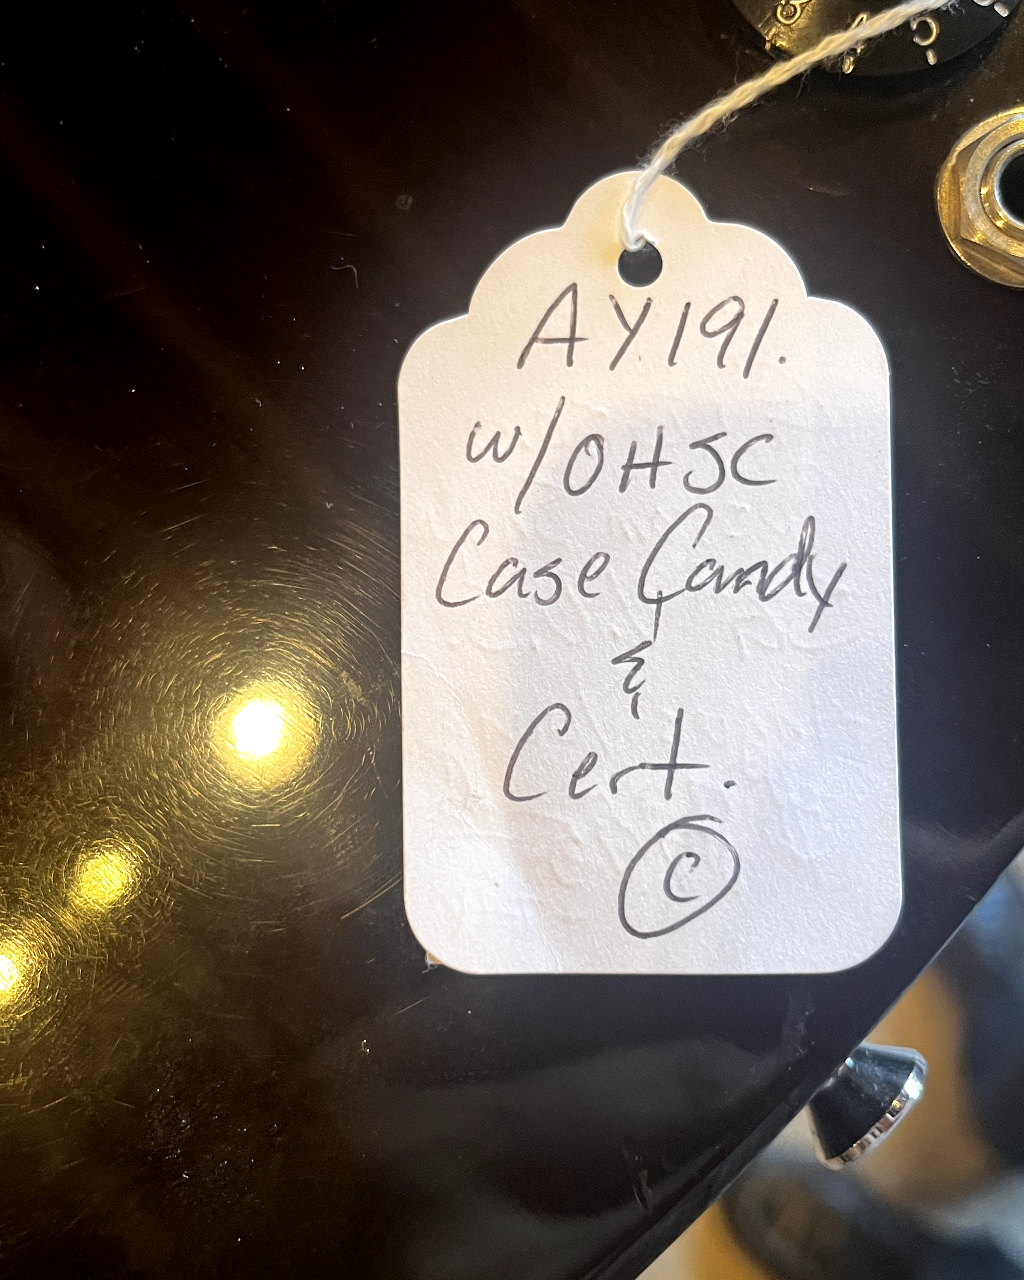 AY191.
w/OHSC
Case Candy
&
Cert.
C